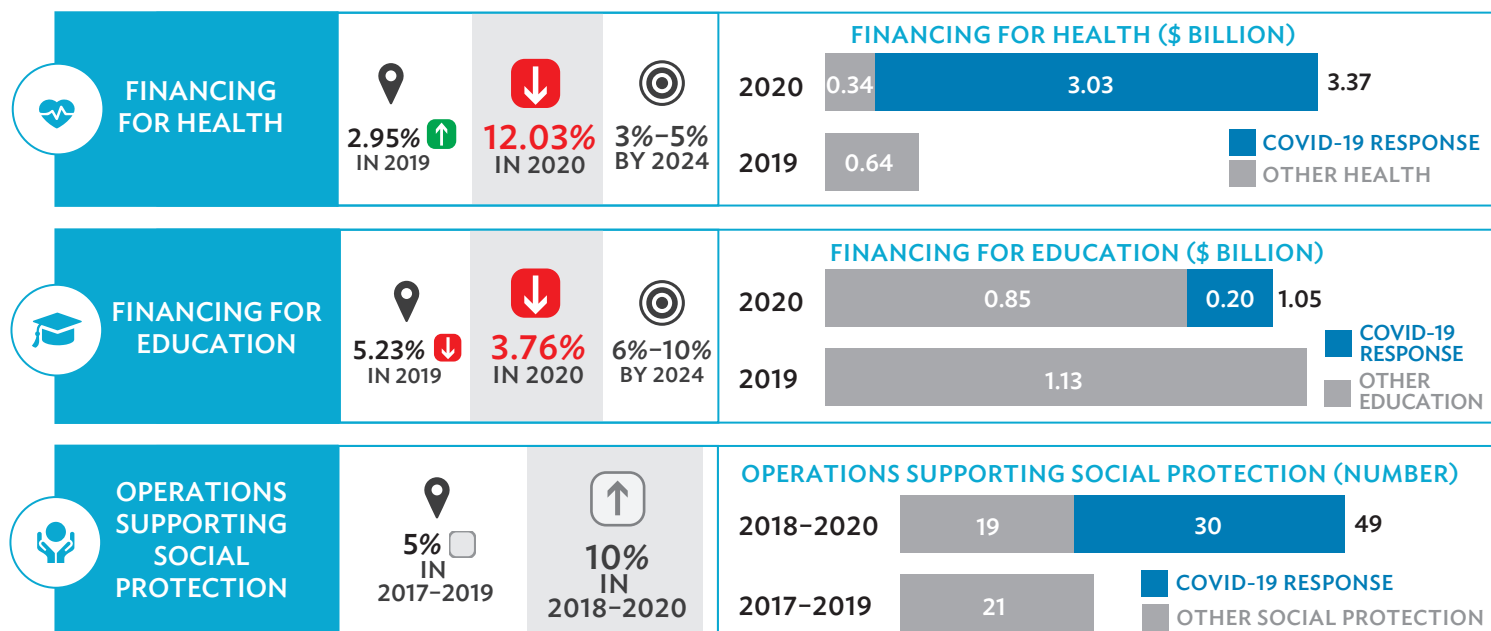 FINANCING
FOR HEALTH
2.95%
IN 2019
12.03%
IN 2020
3%–5%
BY 2024
FINANCING FOR HEALTH ($ BILLION)
2020
0.34
3.03
3.37
2019
0.64
COVID-19 RESPONSE
OTHER HEALTH
FINANCING FOR
EDUCATION
5.23%
IN 2019
3.76%
IN 2020
6%–10%
BY 2024
FINANCING FOR EDUCATION ($ BILLION)
2020
0.85
0.20
1.05
2019
1.13
COVID-19
RESPONSE
OTHER
EDUCATION
OPERATIONS
SUPPORTING
SOCIAL
PROTECTION
5%
IN
2017–2019
10%
IN
2018–2020
OPERATIONS SUPPORTING SOCIAL PROTECTION (NUMBER)
2018–2020
19
30
49
2017–2019
21
COVID-19 RESPONSE
OTHER SOCIAL PROTECTION